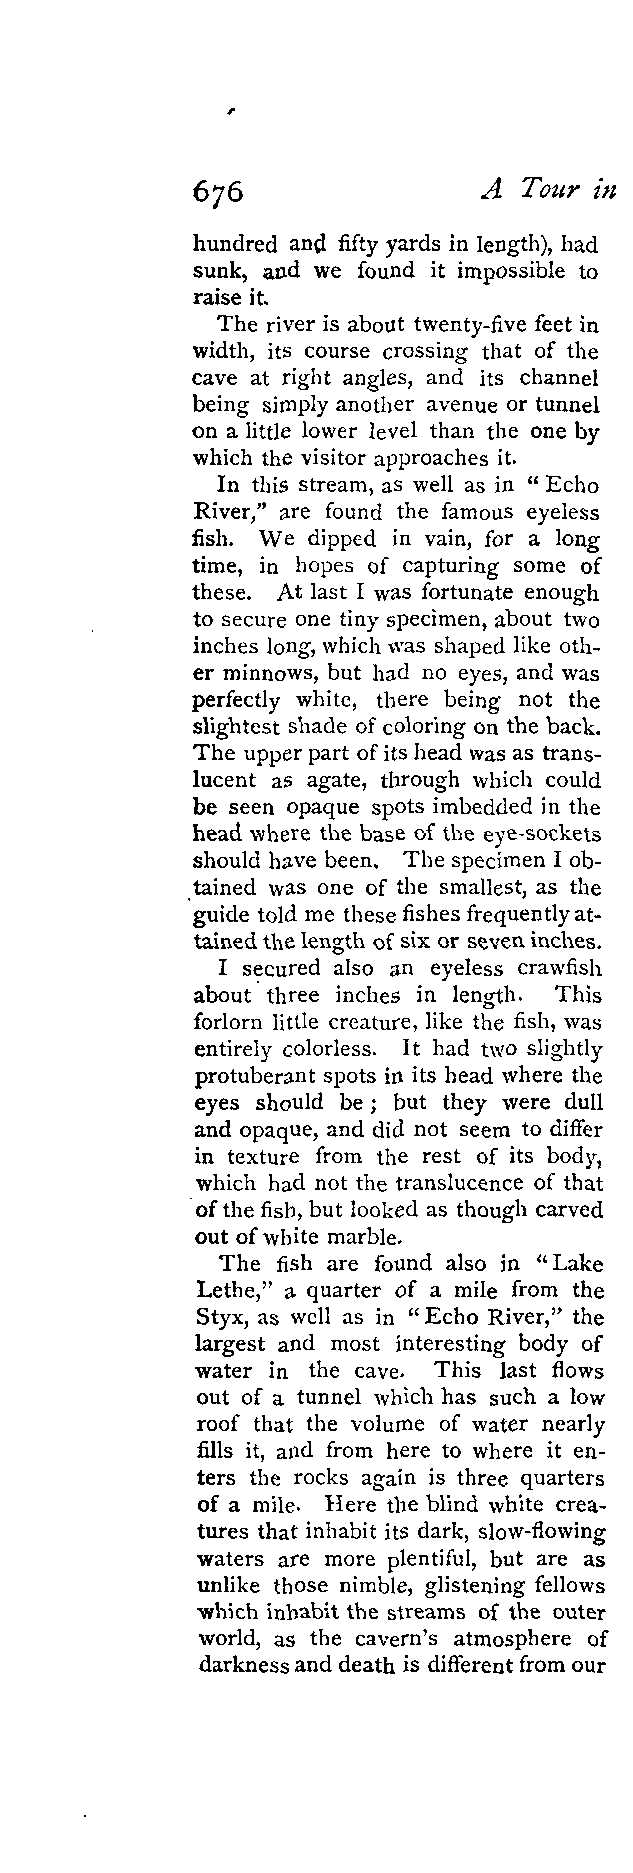 676 A Tour in
hundred and fifty yards in length), had
sunk, and we found it impossible to
raise it.
The river is about twenty-five feet in
width, its course crossing that of the
cave at right angles, and its channel
being simply another avenue or tunnel
on a little lower level than the one by
which the visitor approaches it.
In this stream, as well as in “Echo
River,” are found the famous eyeless
fish. We dipped in vain, for a long
time, in hopes of capturing some of
these. At last I was fortunate enough
to secure one tiny specimen, about two
inches long, which was shaped like oth-
er minnows, but had no eyes, and was
perfectly white, there being not the
slightest shade of coloring on the back.
The upper part of its head was as trans-
lucent as agate, through which could
be seen opaque spots imbedded in the
head where the base of the eye-sockets
should have been. The specimen I ob-
tained was one of the smallest, as the
guide told me these fishes frequently at-
tained the length of six or seven inches.
I secured also an eyeless crawfish
about three inches in length. This
forlorn little creature, like the fish, was
entirely colorless. It had two slightly
protuberant spots in its head where the
eyes should be; but they were dull
and opaque, and did not seem to differ
in texture from the rest of its body,
which had not the translucence of that
of the fish, but looked as though carved
out of white marble.
The fish are found also in “Lake
Lethe,” a quarter of a mile from the
Styx, as well as in “Echo River,” the
largest and most interesting body of
water in the cave. This last flows
out of a tunnel which has such a low
roof that the volume of water nearly
fills it, and from here to where it en-
ters the rocks again is three quarters
of a mile. Here the blind white crea-
tures that inhabit its dark, slow-flowing
waters are more plentiful, but are as
unlike those nimble, glistening fellows
which inhabit the streams of the outer
world, as the cavern’s atmosphere of
darkness and death is different from our